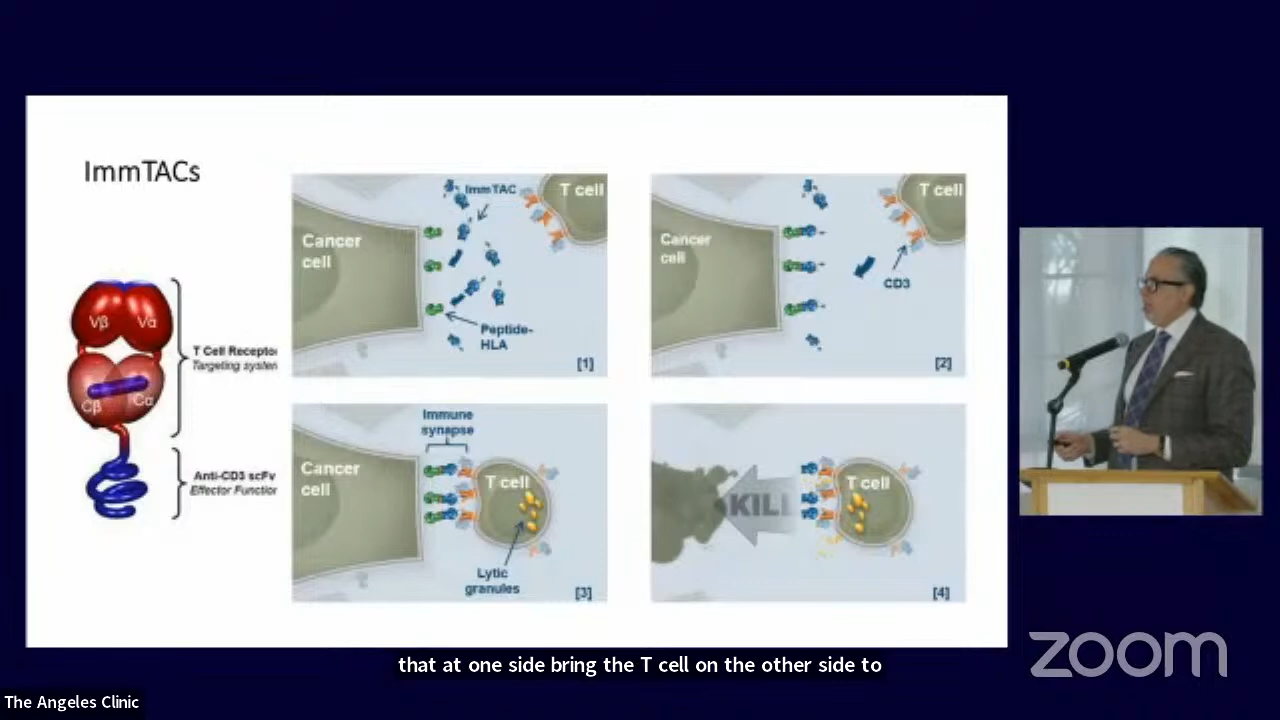 ImmTACs
Vβ Vα
Cβ Cα
T Cell Recepto
Targeting system
Anti-CD3 scFv
Effector Function
ImmTAC
T cell
Cancer
cell
Peptide-
HLA
[1]
T cell
Cancer
cell
CD3
[2]
Immune
synapse
Cancer
cell
T cell
Lytic
granules
[3]
KILL
T cell
[4]
zoom
that at one side bring the T cell on the other side to
The Angeles Clinic